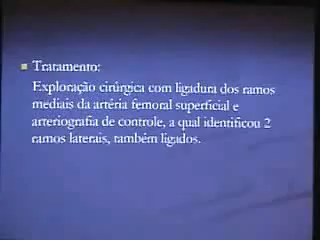 Tratamento:
Exploração cirúrgica com ligadura dos ramos
mediais da artéria femoral superficial e
arteriografia de controle, a qual identificou 2
ramos laterais, também ligados.